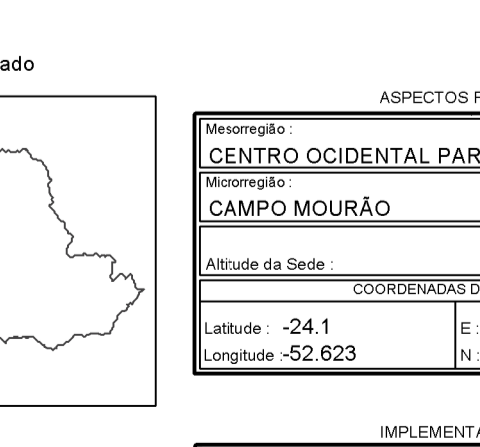 ado
ASPECTOS
Mesorregião :
CENTRO OCIDENTAL PAR
Microrregião :
CAMPO MOURÃO
Altitude da Sede :
COORDENADAS D
Latitude : -24.1 E :
Longitude :-52.623 N :
IMPLEMENTA